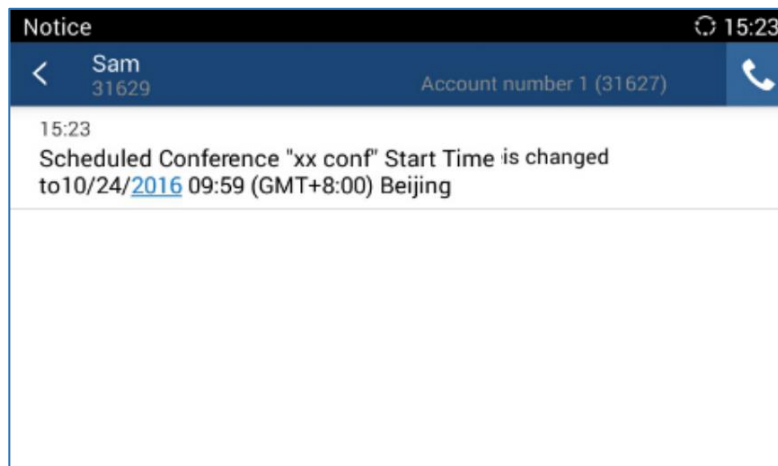 Notice 15:23
Sam
31629 Account number 1 (31627)
15:23
Scheduled Conference "xx conf" Start Time is changed
to10/24/2016 09:59 (GMT+8:00) Beijing